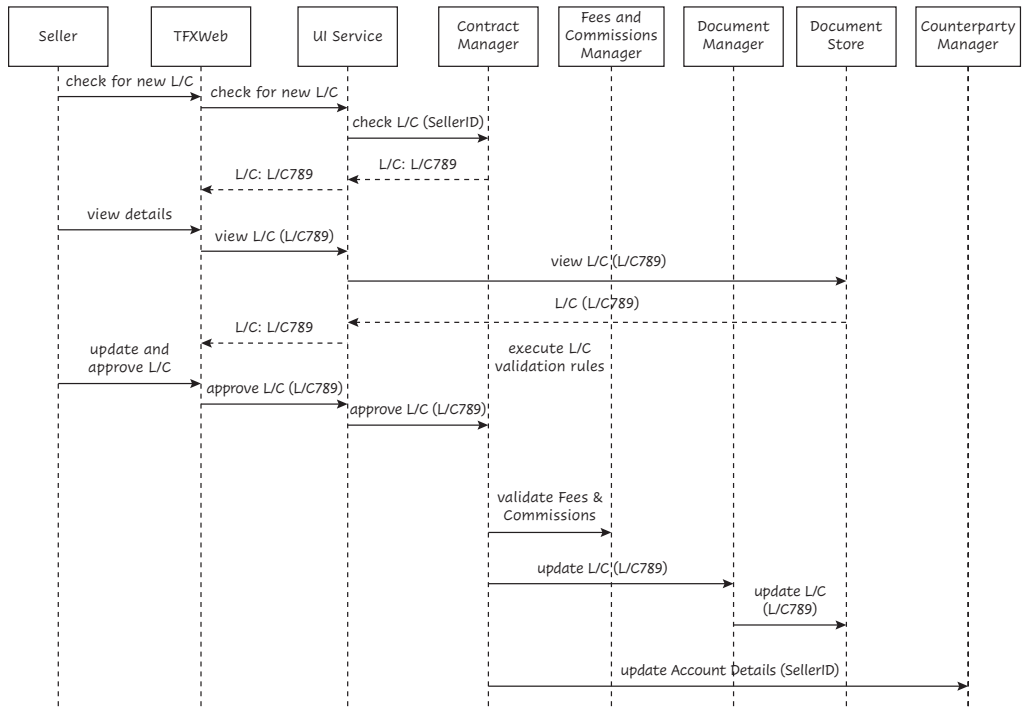 Seller
TFXWeb
UI Service
Contract
Manager
Fees and
Commissions
Manager
Document
Manager
Document
Store
Counterparty
Manager
check for new L/C
check for new L/C
check L/C (SellerID)
L/C: L/C789
L/C: L/C789
view details
view L/C (L/C789)
view L/C (L/C789)
L/C (L/C789)
L/C: L/C789
update and
approve L/C
execute L/C
validation rules
approve L/C (L/C789)
approve L/C (L/C789)
validate Fees &
Commissions
update L/C (L/C789)
update L/C
(L/C789)
update Account Details (SellerID)